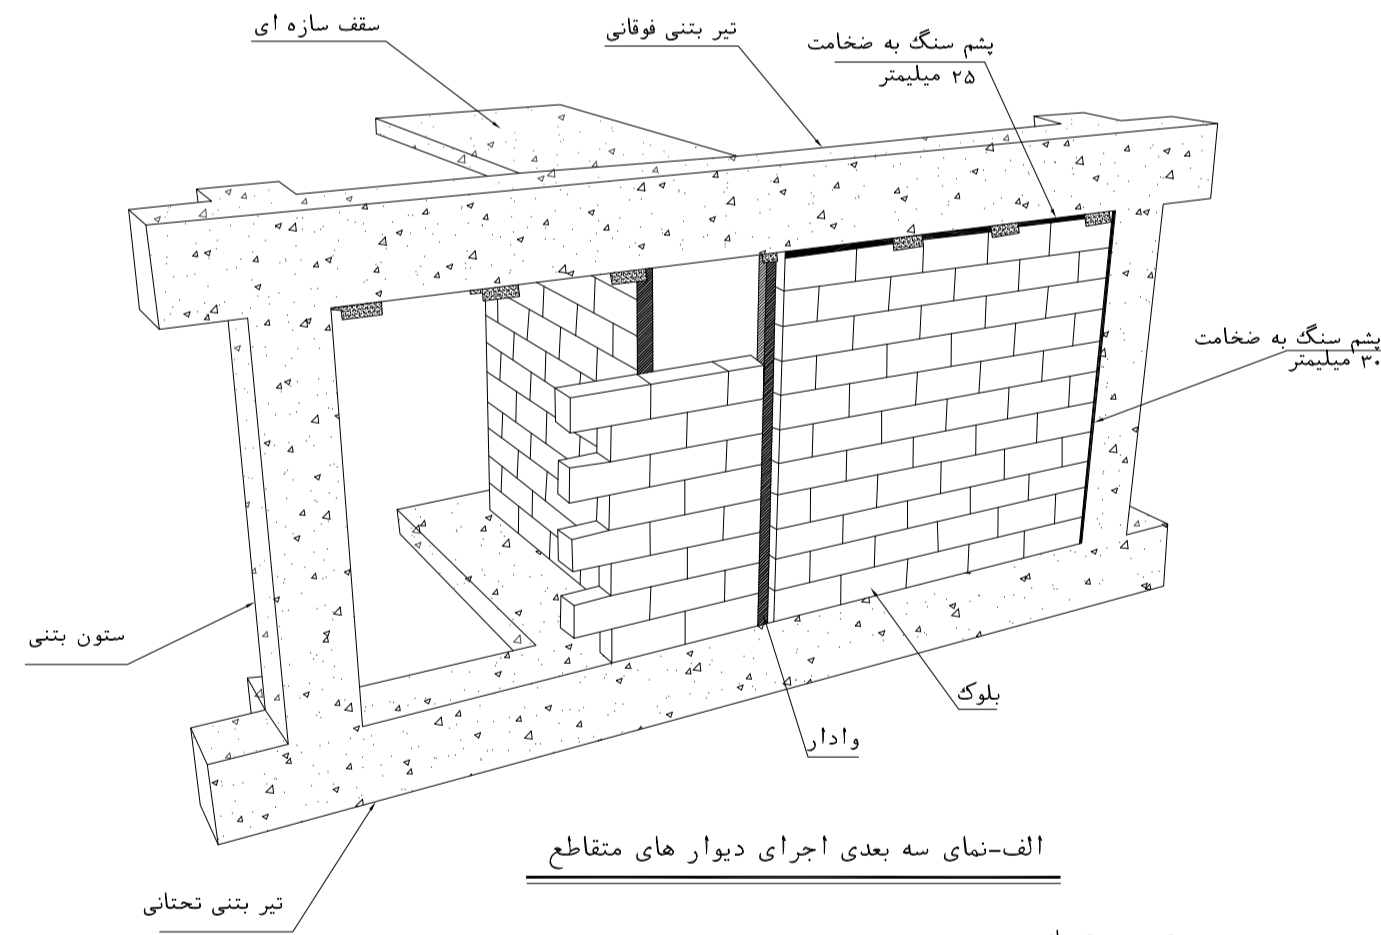 سقف سازه ای
تیر بتنی فوقانی
پشم سنگ به ضخامت
۲۵ میلیمتر
پشم سنگ به ضخامت
۳۰ میلیمتر
ستون بتنی
بلوک
وادار
الف-نمای سه بعدی اجرای دیوار های متقاطع
تیر بتنی تحتانی